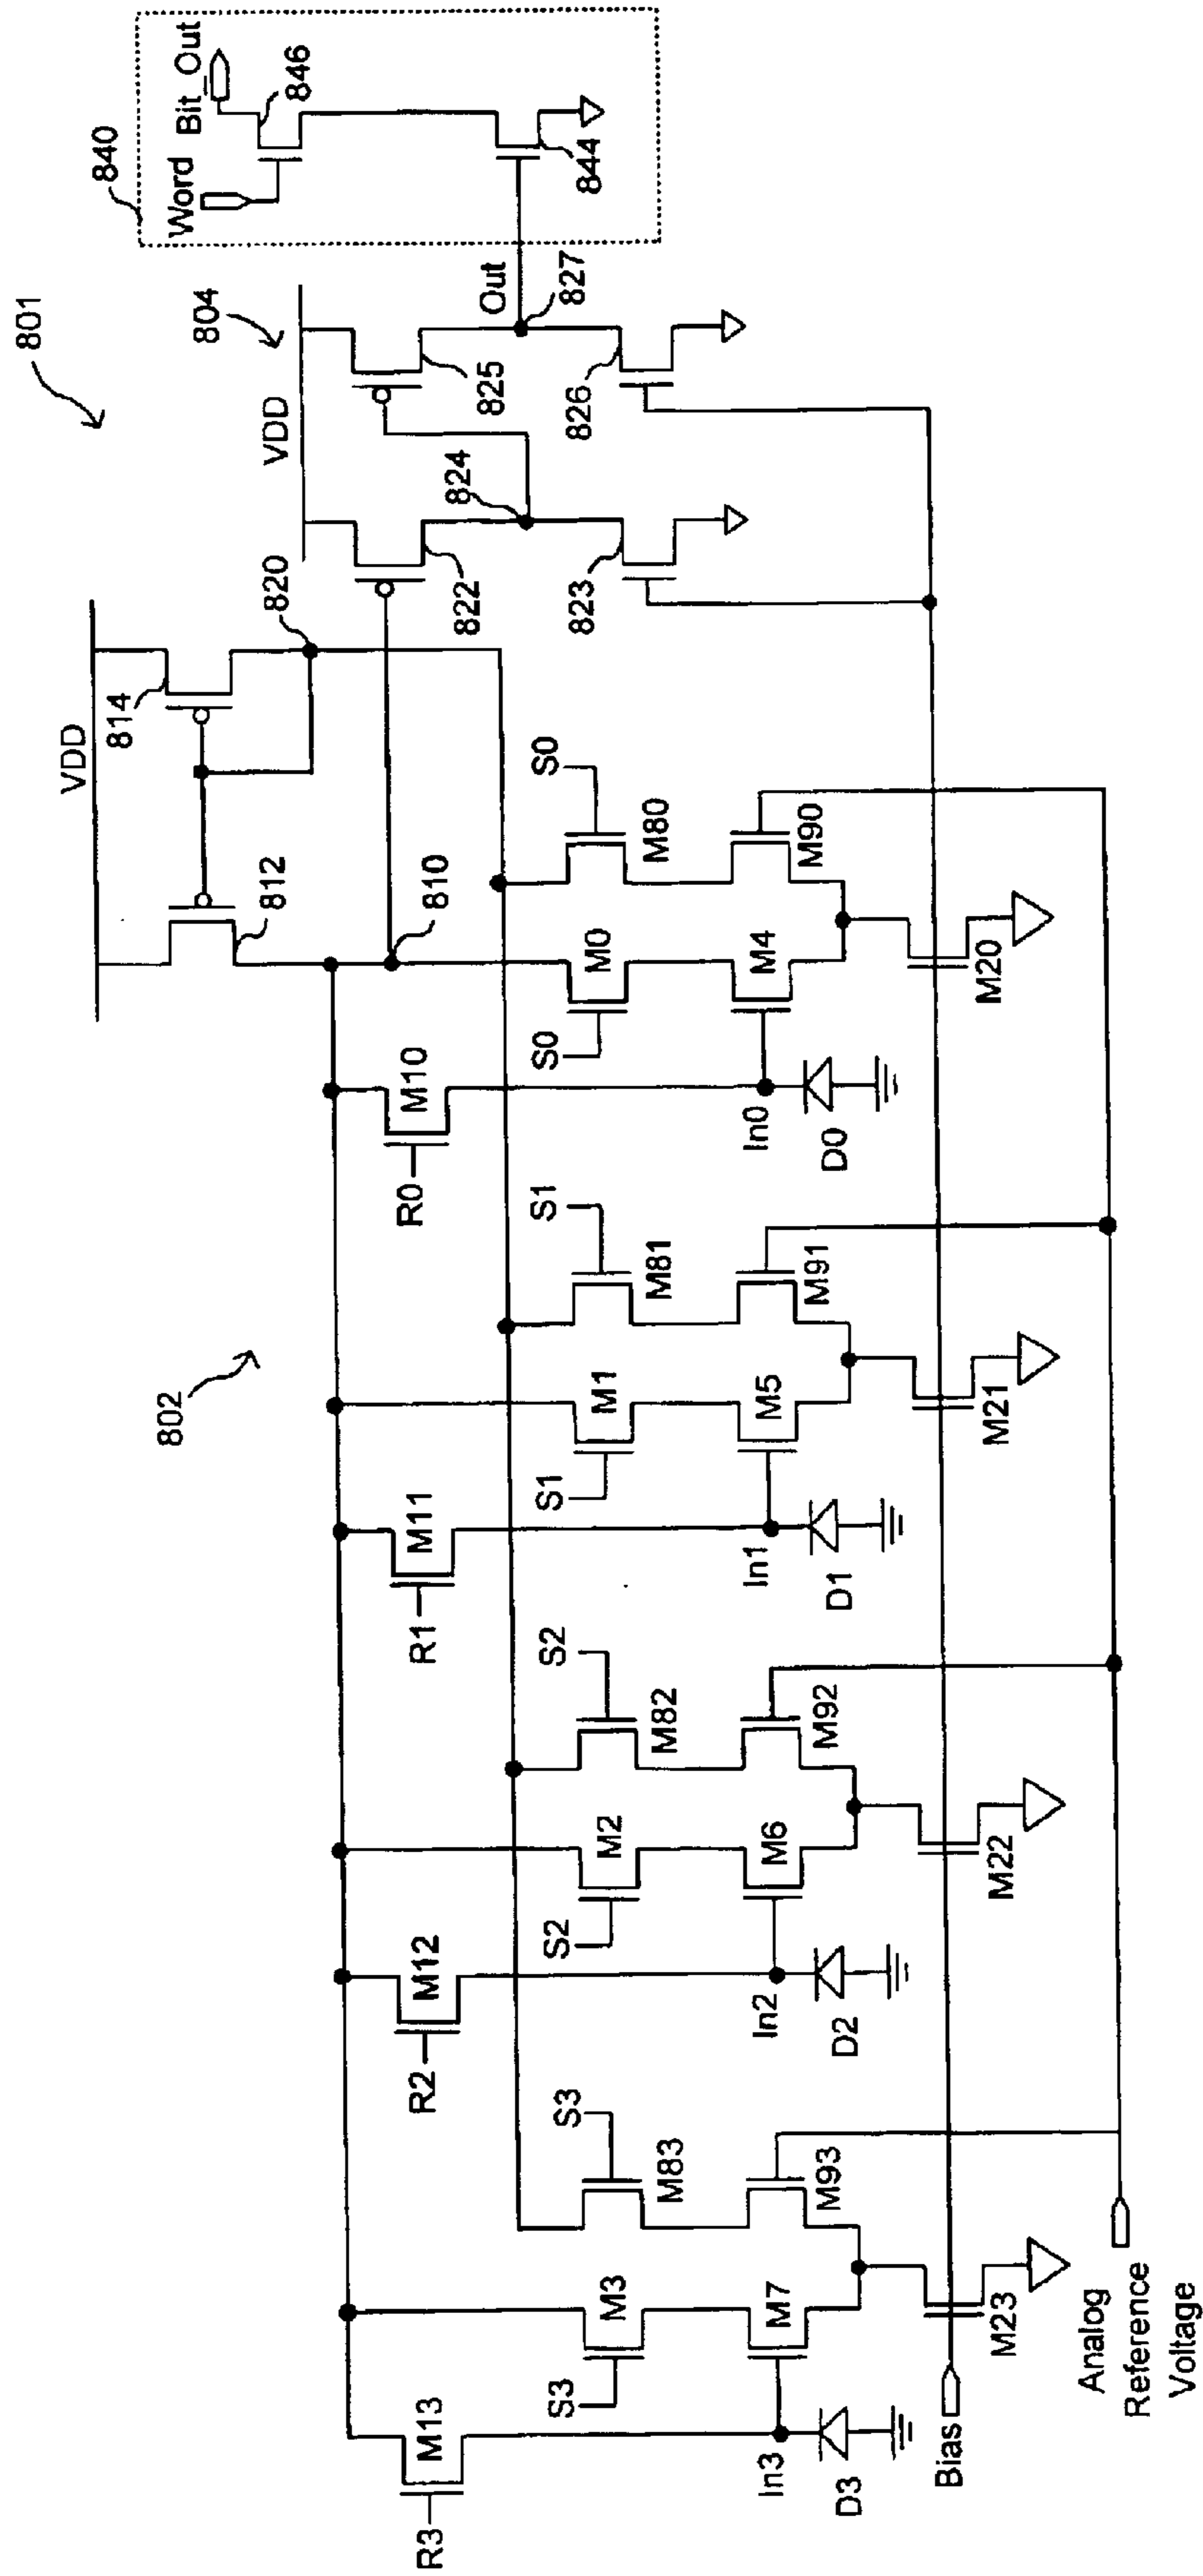 801
802
VDD
814
812
820
810
VDD
804
822
824
823
825
826
Out
827
840
Word
Bit_Out
846
844
R3
M13
R2
M12
R1
M11
R0
M10
S3
M3
S3
M83
S2
M2
S2
M82
S1
M1
S1
M81
S0
M0
S0
M80
In3
M7
M93
In2
M6
M92
In1
M5
M91
In0
M4
M90
D3
D2
D1
D0
Bias
M23
M22
M21
M20
Analog
Reference
Voltage